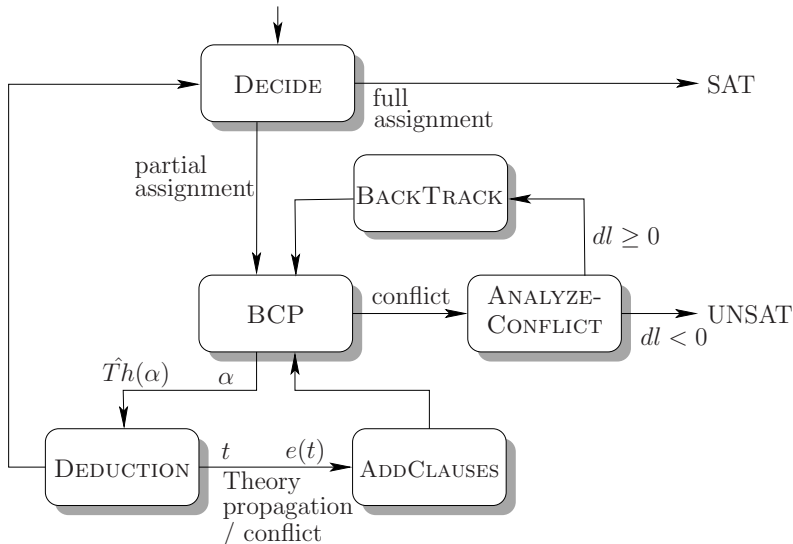 DECIDE
full
assignment
SAT
partial
assignment
BACKTRACK
dl ≥ 0
BCP
conflict
ANALYZE-
CONFLICT
UNSAT
dl < 0
T̂h(α)
α
DEDUCTION
t
e(t)
Theory
propagation
/ conflict
ADDCLAUSES